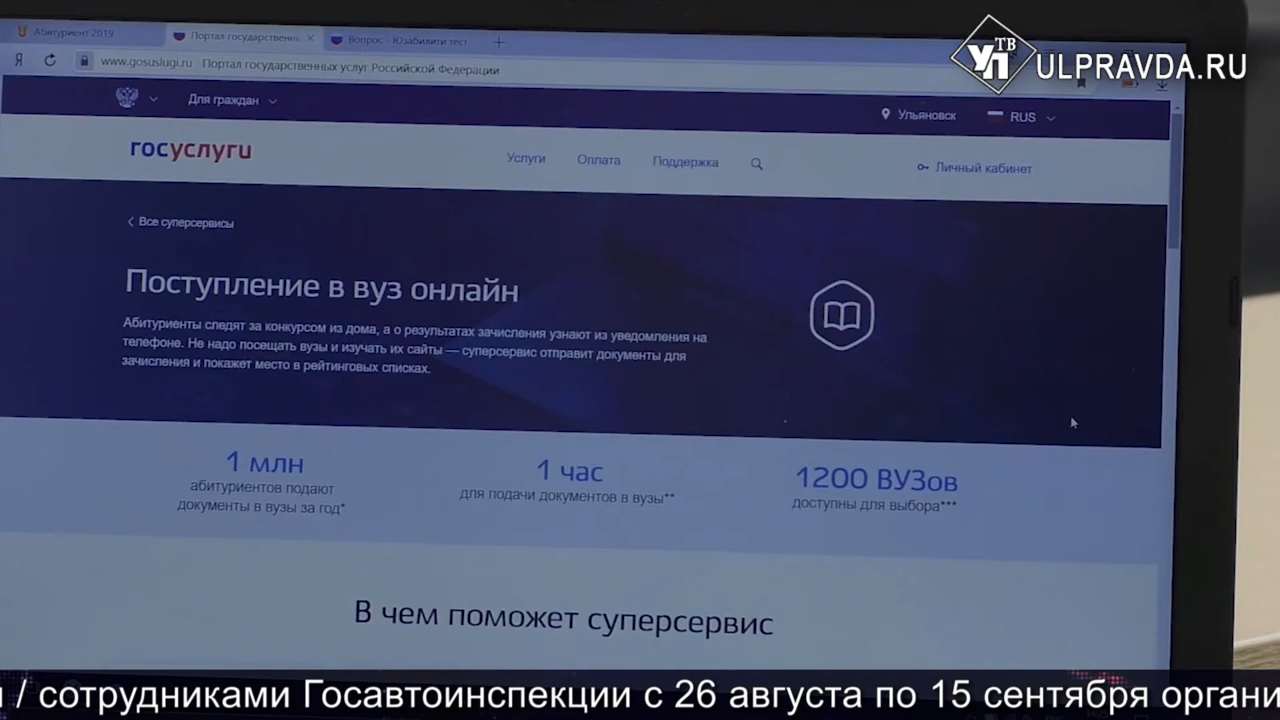 УП ТВ
ULPRAVDA.RU
Абитуриент 2019
Портал государственн
Вопрос - Юзабилити тест
www.gosuslugi.ru Портал государственных услуг Российской Федерации
Для граждан
Ульяновск
RUS
госуслуги
Услуги
Оплата
Поддержка
Личный кабинет
Все суперсервисы
Поступление в вуз онлайн
Абитуриенты следят за конкурсом из дома, а о результатах зачисления узнают из уведомления на
телефоне. Не надо посещать вузы и изучать их сайты — суперсервис отправит документы для
зачисления и покажет место в рейтинговых списках.
1 млн
абитуриентов подают
документы в вузы за год*
1 час
для подачи документов в вузы**
1200 ВУЗов
доступны для выбора***
В чем поможет суперсервис
/ сотрудниками Госавтоинспекции с 26 августа по 15 сентября органи